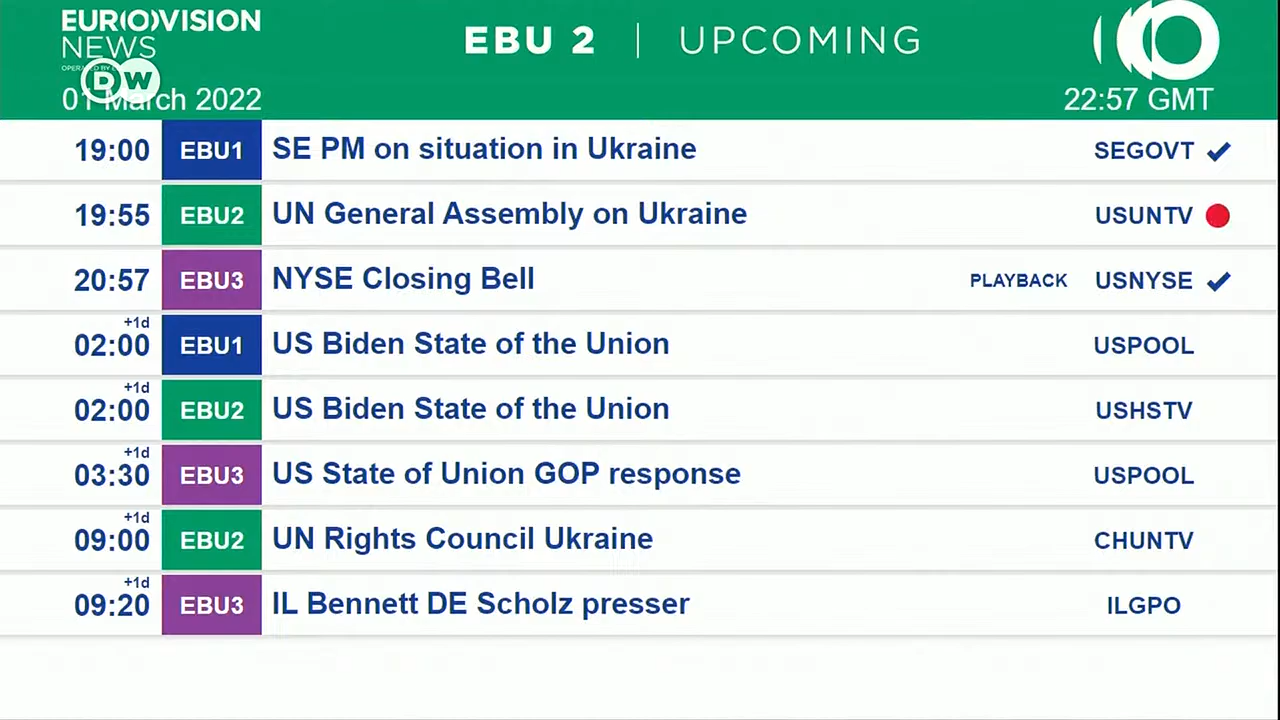 EUROVISION
NEWS
EBU 2 | UPCOMING
OPERATED BY
DW
01 March 2022
22:57 GMT
19:00 EBU1 SE PM on situation in Ukraine SEGOVT
19:55 EBU2 UN General Assembly on Ukraine USUNTV
20:57 EBU3 NYSE Closing Bell PLAYBACK USNYSE
+1d
02:00 EBU1 US Biden State of the Union USPOOL
+1d
02:00 EBU2 US Biden State of the Union USHSTV
+1d
03:30 EBU3 US State of Union GOP response USPOOL
+1d
09:00 EBU2 UN Rights Council Ukraine CHUNTV
+1d
09:20 EBU3 IL Bennett DE Scholz presser ILGPO